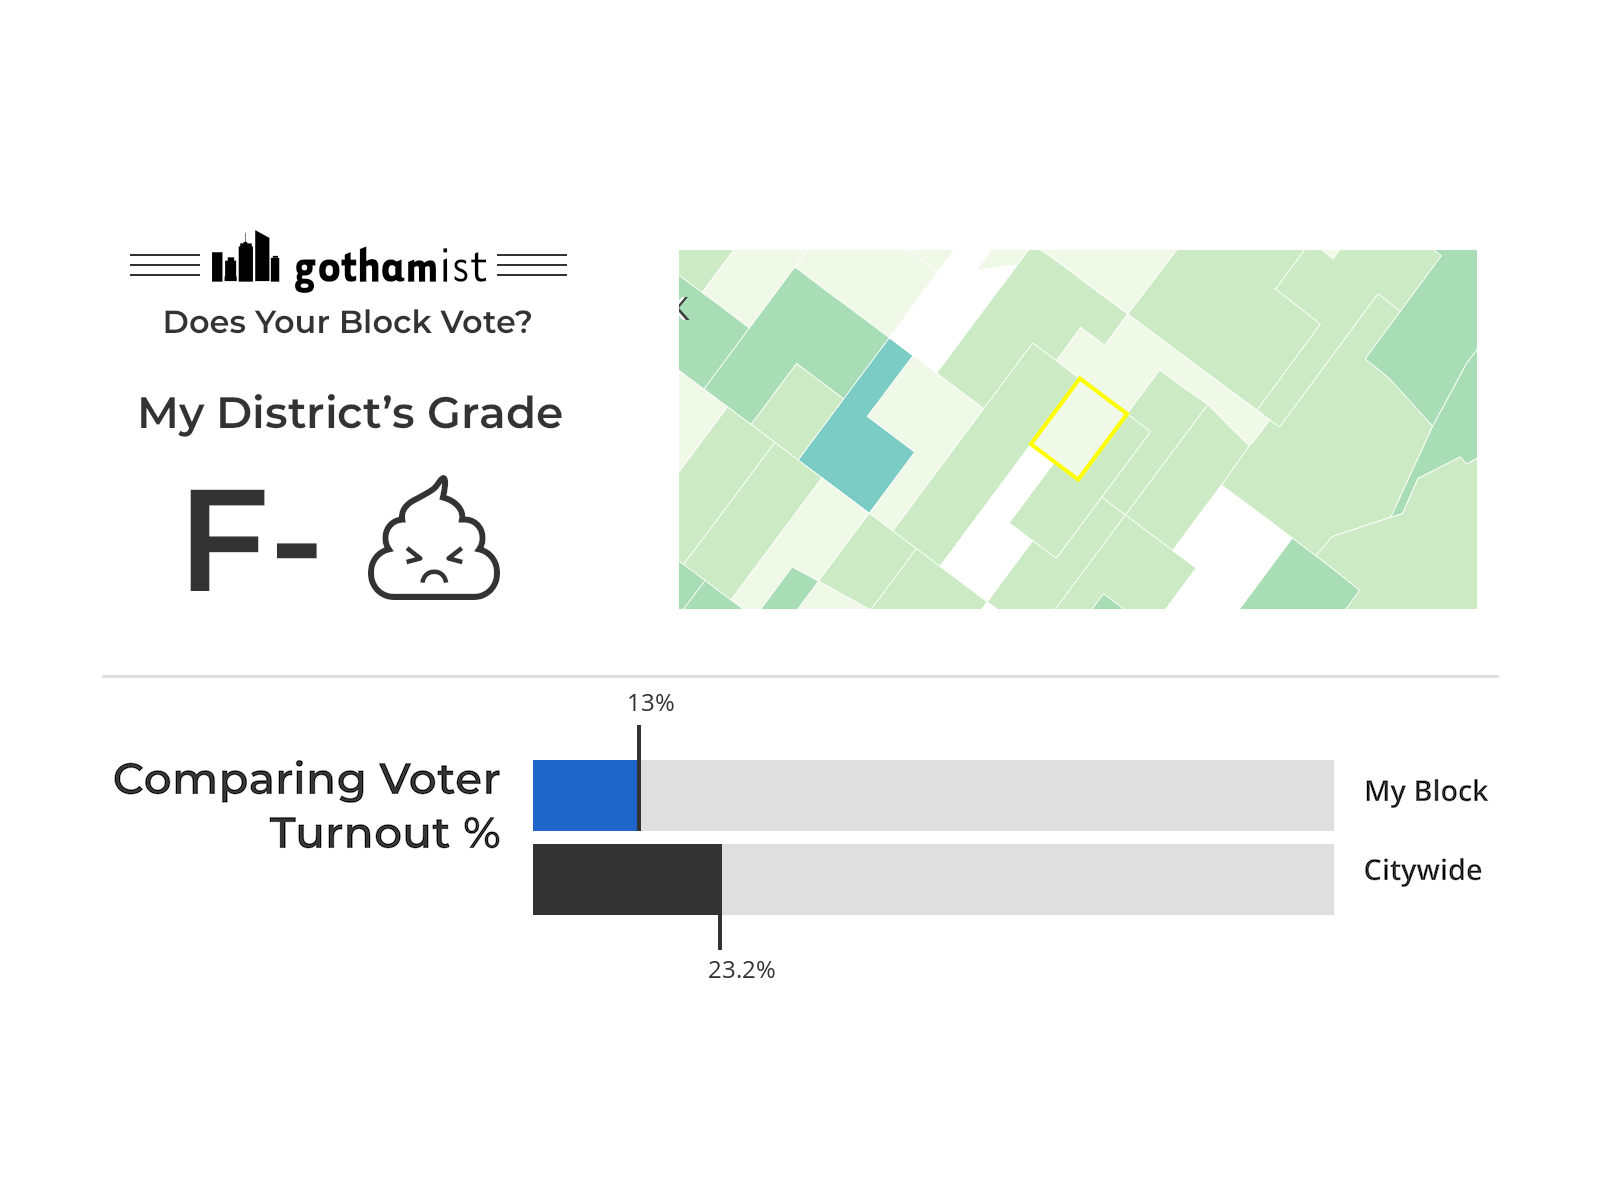 gothamist
Does Your Block Vote?
My District’s Grade
F-
13%
Comparing Voter
Turnout %
My Block
Citywide
23.2%